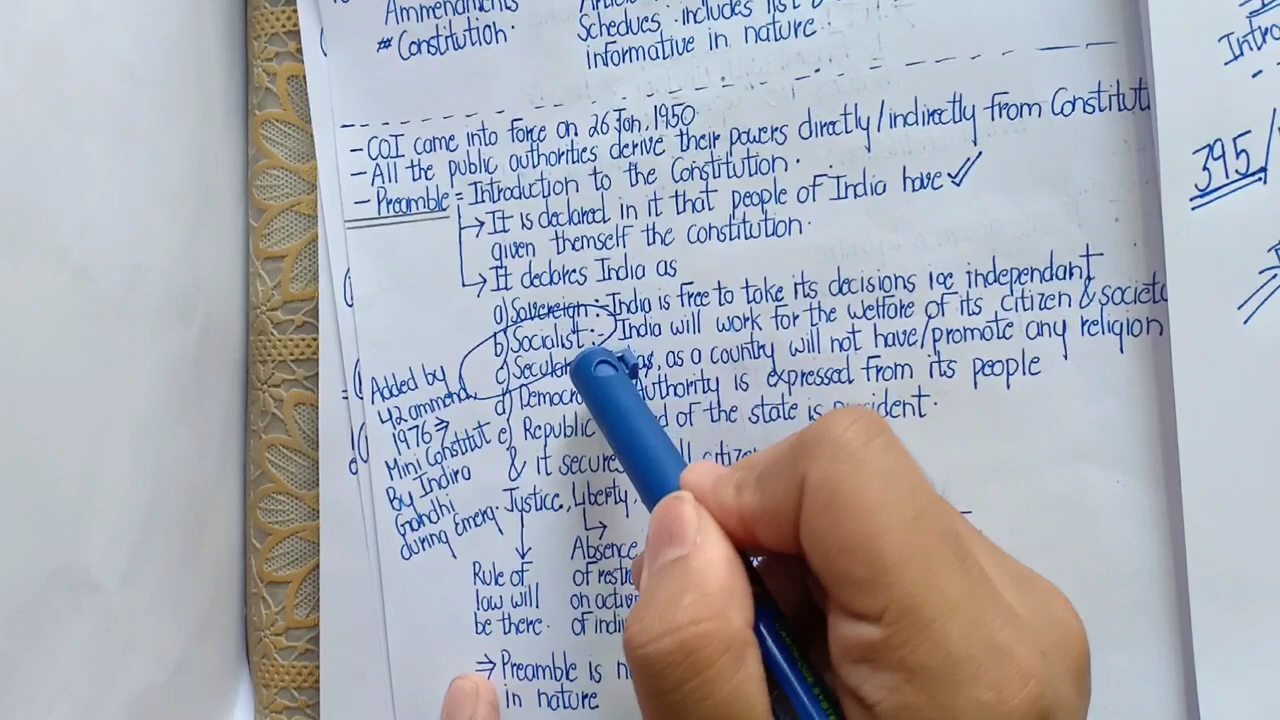 Ammendments
# Constitution.
Schedues includes list
informative in nature.
- COI came into force on 26 Jan, 1950.
- All the public authorities derive their powers directly/indirectly from Constituti
- Preamble = Introduction to the Constitution.
→ It is declared in it that people of India have ✓
given themself the constitution.
→ It declares India as
a) Sovereign :- India is free to take its decisions ie independant
b) Socialist :- India will work for the welfare of its citizen & society
c) Secular as a country will not have/promote any religion
d) Democra Authority is expressed from its people
e) Republic of the state is President.
& it secures
Added by
42 ammend.
1976 ⇒
Mini Constitut
By Indira
Gandhi
during Emerg.
Justice, Liberty,
Rule of
law will
be there.
Absence
of restra
on activ
of indiv
⇒ Preamble is n
in nature
Intro
395/